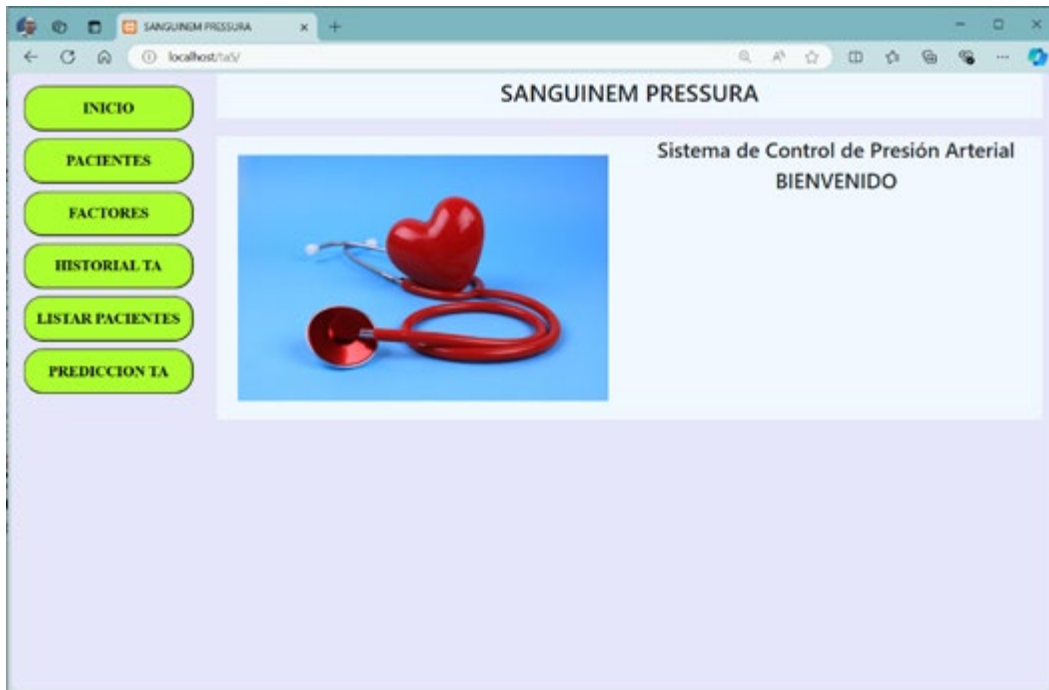 SANGUINEM PRESSURA
localhost/ta5/
INICIO
PACIENTES
FACTORES
HISTORIAL TA
LISTAR PACIENTES
PREDICCION TA
SANGUINEM PRESSURA
Sistema de Control de Presión Arterial
BIENVENIDO